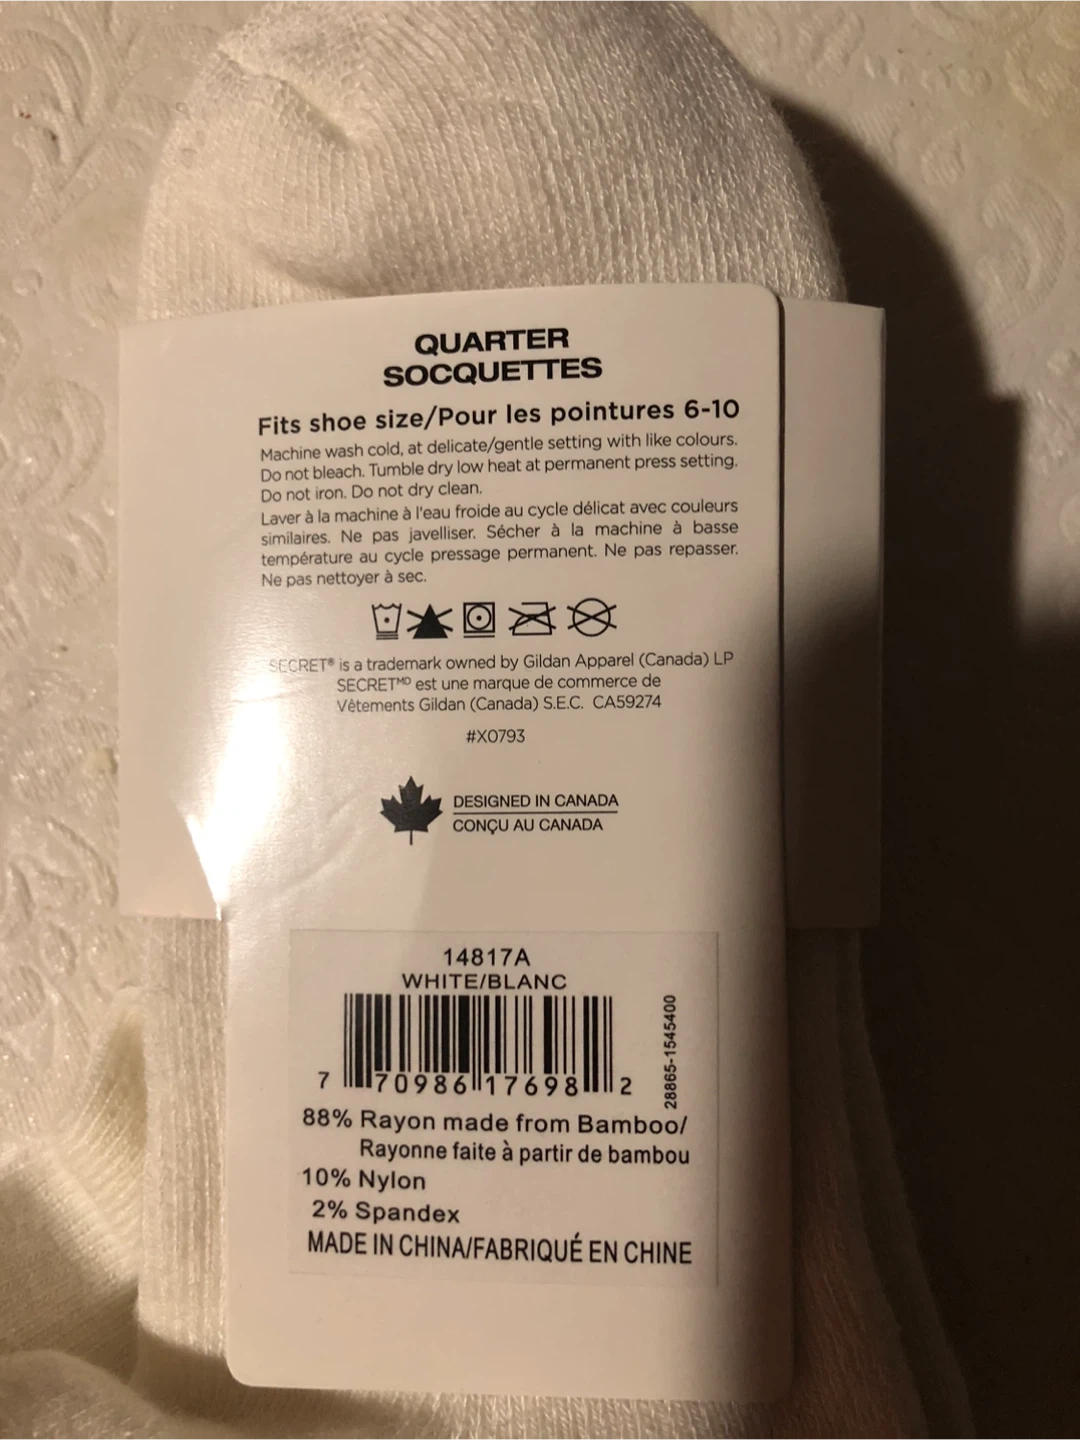 QUARTER
SOCQUETTES
Fits shoe size/Pour les pointures 6-10
Machine wash cold, at delicate/gentle setting with like colours.
Do not bleach. Tumble dry low heat at permanent press setting.
Do not iron. Do not dry clean.
Laver à la machine à l'eau froide au cycle délicat avec couleurs
similaires. Ne pas javelliser. Sécher à la machine à basse
température au cycle pressage permanent. Ne pas repasser.
Ne pas nettoyer à sec.
SECRET® is a trademark owned by Gildan Apparel (Canada) LP
SECRETᴹᴰ est une marque de commerce de
Vêtements Gildan (Canada) S.E.C. CA59274
#X0793
DESIGNED IN CANADA
CONÇU AU CANADA
14817A
WHITE/BLANC
7 70986 17698 2
28865-1545400
88% Rayon made from Bamboo/
Rayonne faite à partir de bambou
10% Nylon
2% Spandex
MADE IN CHINA/FABRIQUÉ EN CHINE